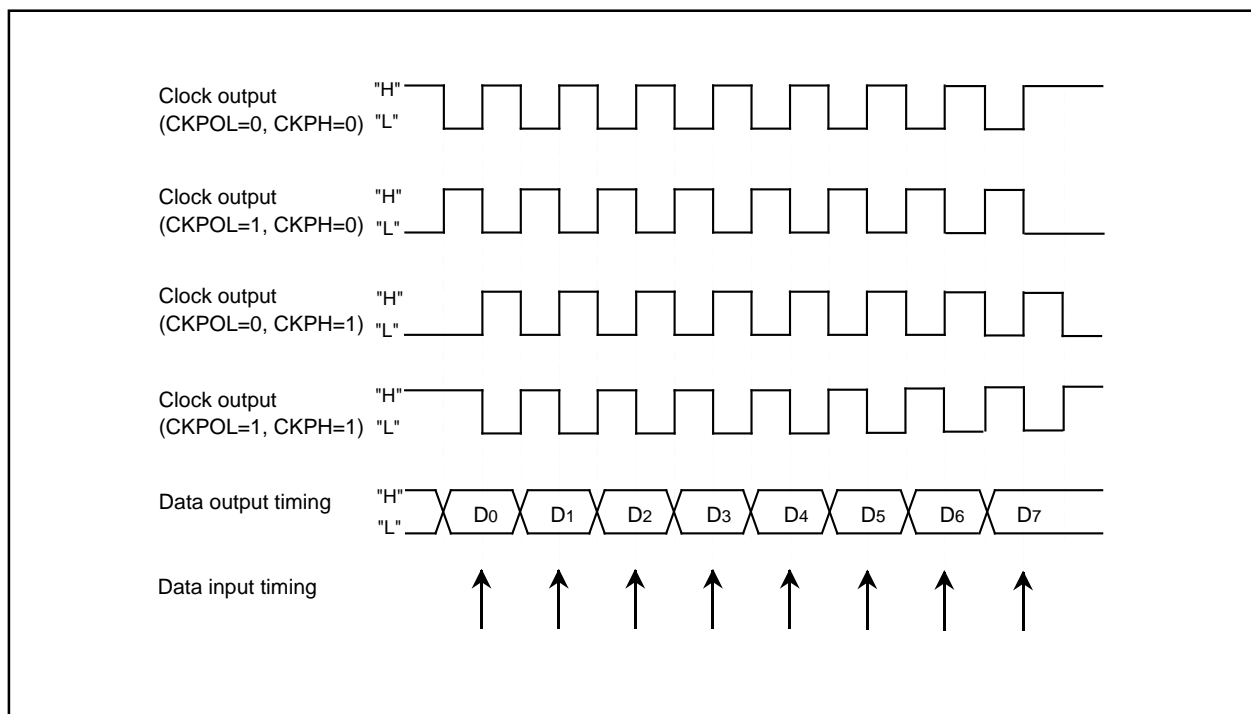 Clock output
(CKPOL=0, CKPH=0)
"H"
"L"
Clock output
(CKPOL=1, CKPH=0)
"H"
"L"
Clock output
(CKPOL=0, CKPH=1)
"H"
"L"
Clock output
(CKPOL=1, CKPH=1)
"H"
"L"
Data output timing
"H"
"L"
D0 D1 D2 D3 D4 D5 D6 D7
Data input timing